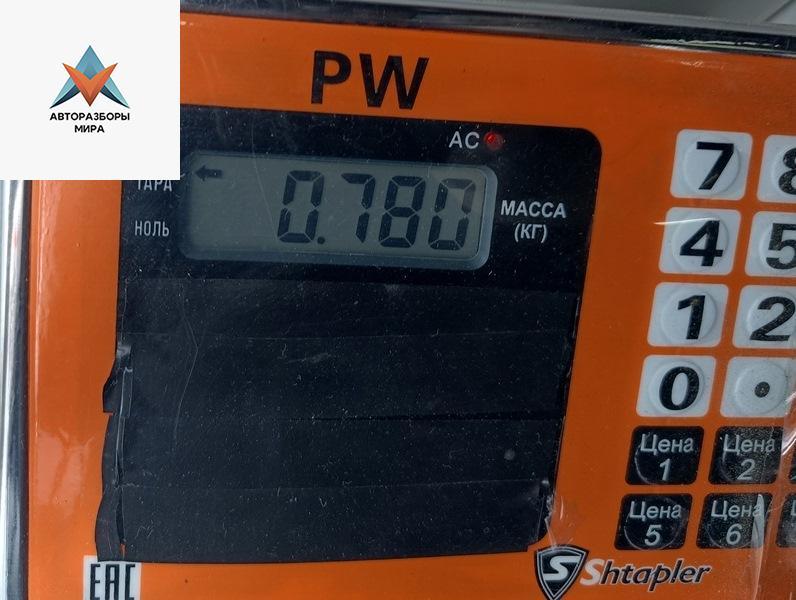 АВТОРАЗБОРЫ
МИРА
PW
AC
ТАРА
0.780
МАССА
(КГ)
НОЛЬ
7 8
4 5
1 2
0 .
Цена
1
Цена
2
Цена
5
Цена
6
EAC
S Shtapler